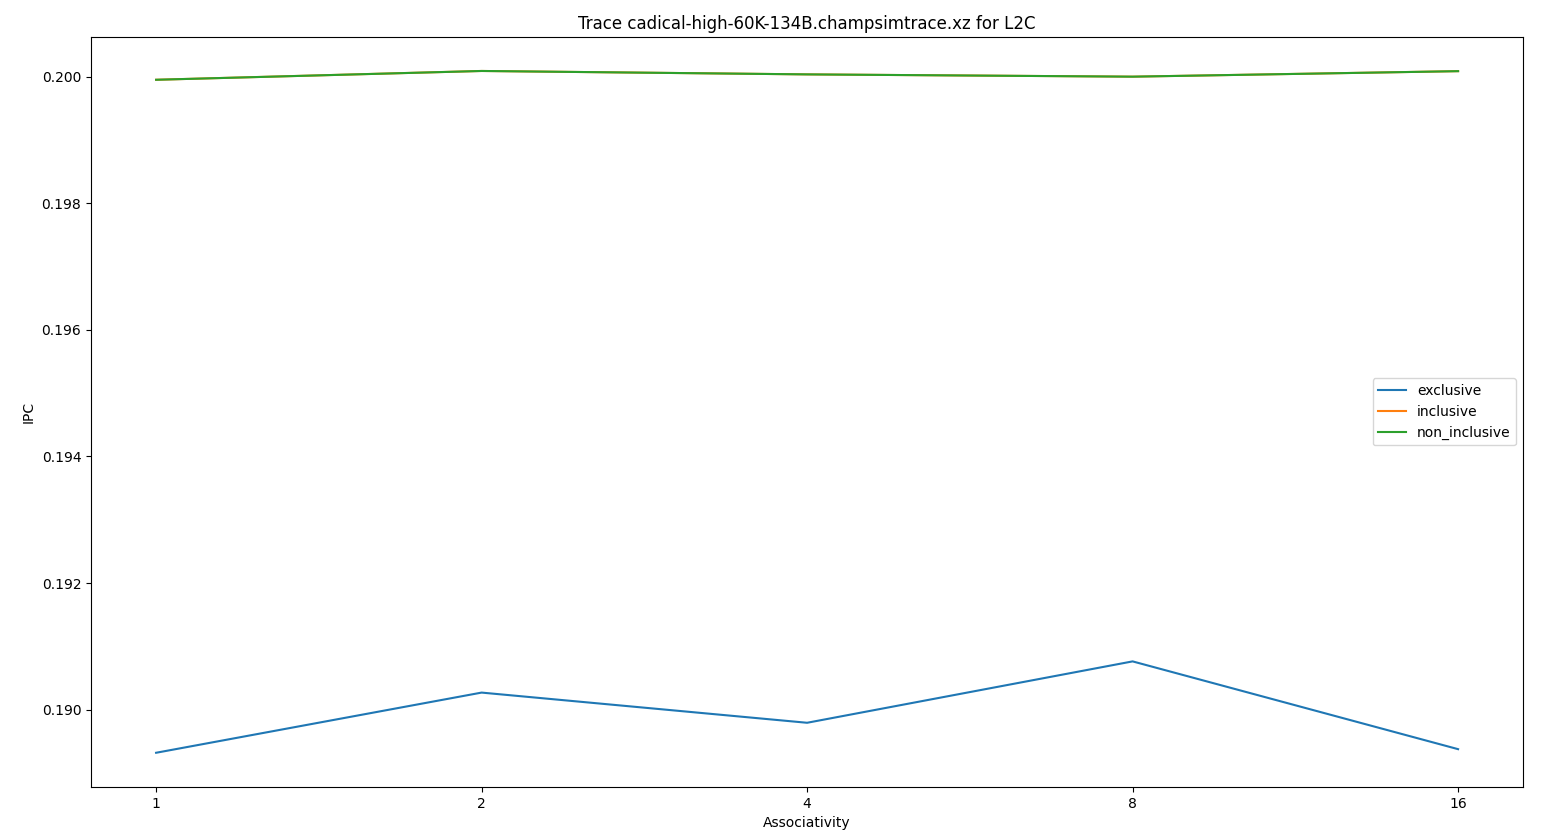 Trace cadical-high-60K-134B.champsimtrace.xz for L2C
0.200
0.198
0.196
0.194
0.192
0.190
IPC
exclusive
inclusive
non_inclusive
1 2 4 8 16
Associativity